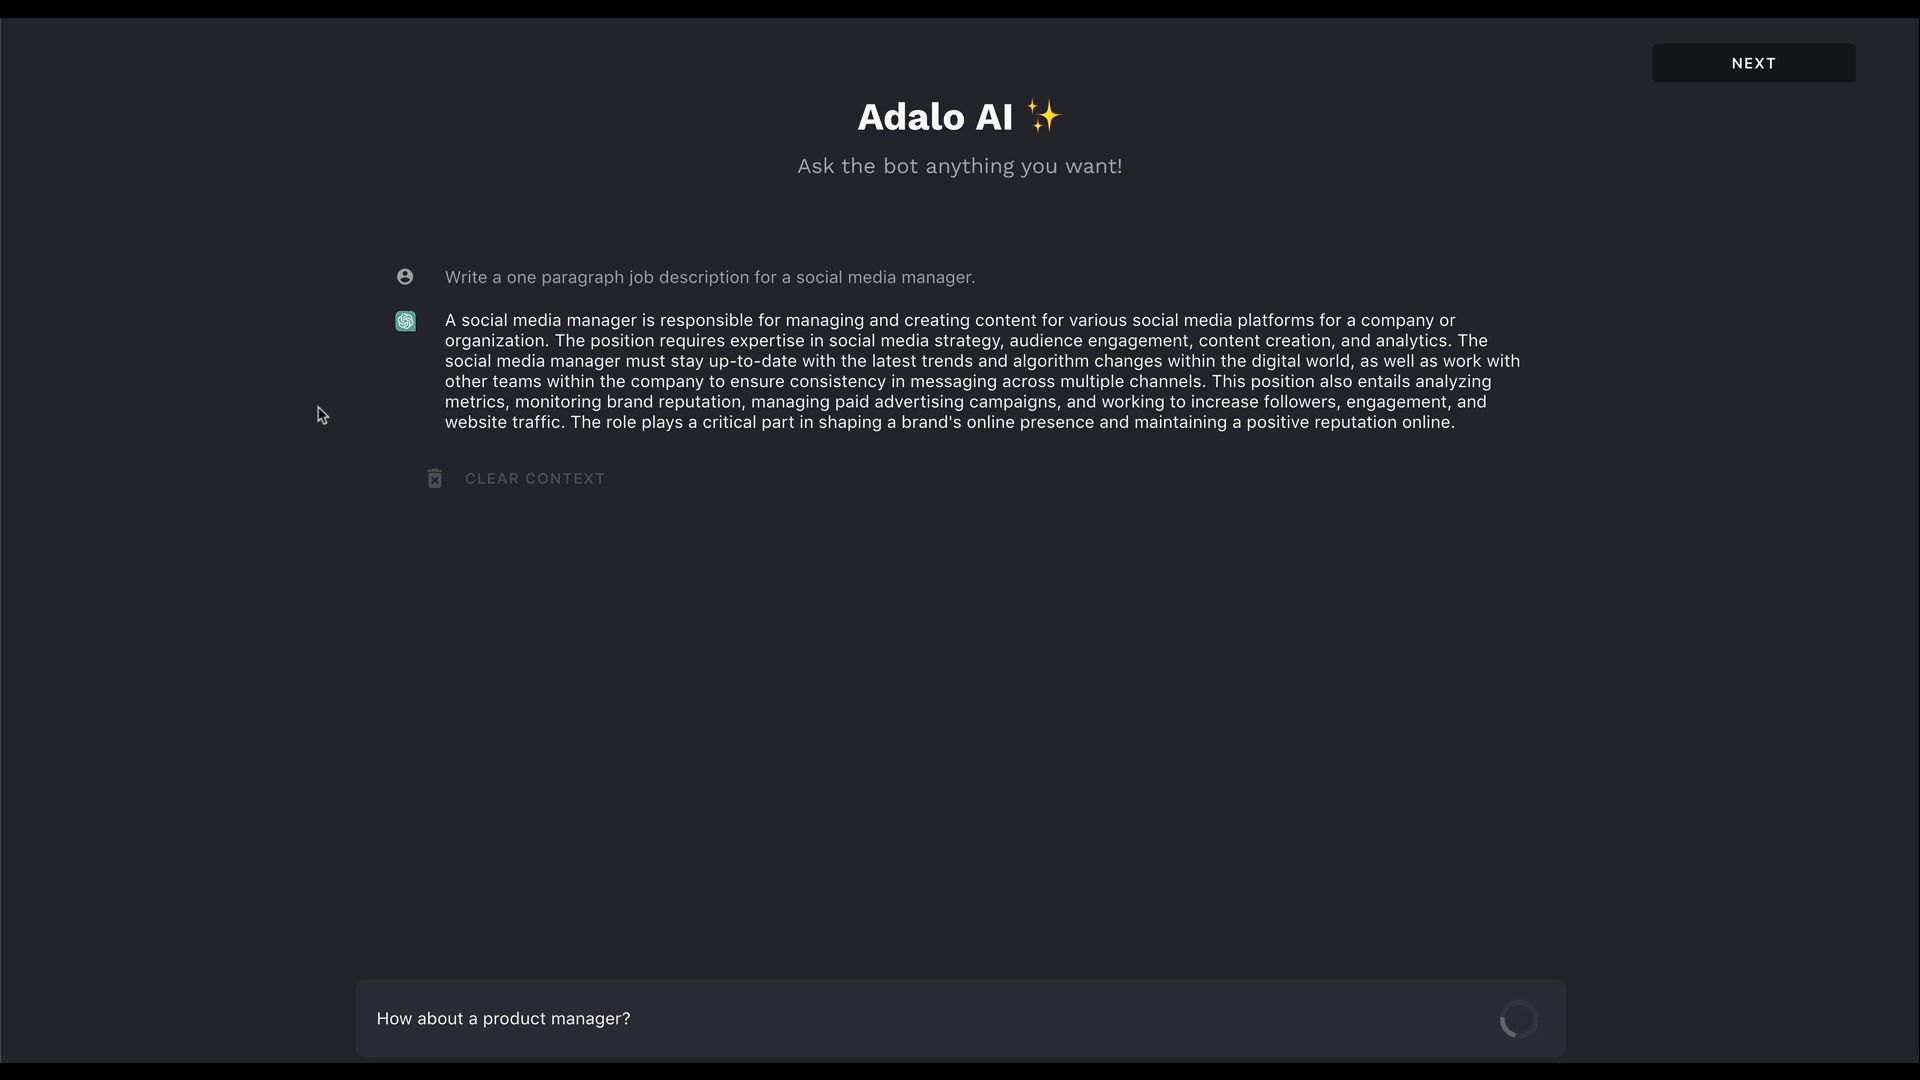 NEXT
Adalo AI ✨
Ask the bot anything you want!
Write a one paragraph job description for a social media manager.
A social media manager is responsible for managing and creating content for various social media platforms for a company or
organization. The position requires expertise in social media strategy, audience engagement, content creation, and analytics. The
social media manager must stay up-to-date with the latest trends and algorithm changes within the digital world, as well as work with
other teams within the company to ensure consistency in messaging across multiple channels. This position also entails analyzing
metrics, monitoring brand reputation, managing paid advertising campaigns, and working to increase followers, engagement, and
website traffic. The role plays a critical part in shaping a brand's online presence and maintaining a positive reputation online.
CLEAR CONTEXT
How about a product manager?